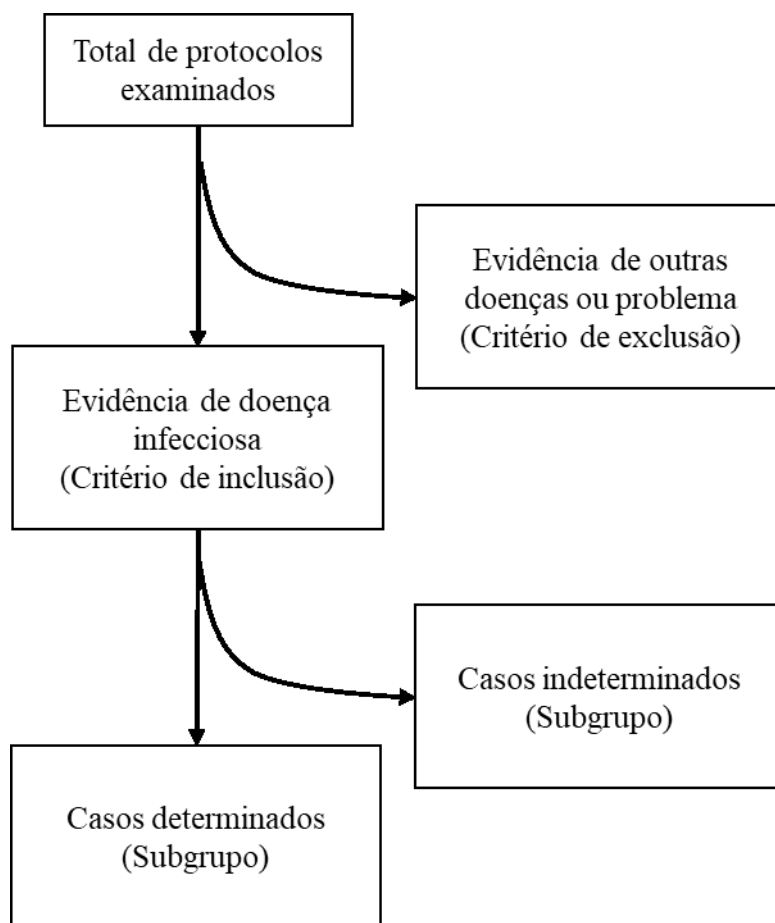 Total de protocolos
examinados
Evidência de outras
doenças ou problema
(Critério de exclusão)
Evidência de doença
infecciosa
(Critério de inclusão)
Casos indeterminados
(Subgrupo)
Casos determinados
(Subgrupo)